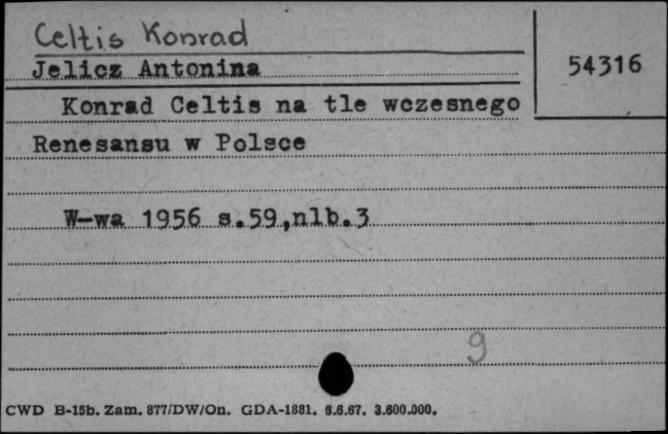 Celtis Konrad
Jelicz Antonina
54316
Konrad Celtis na tle wczesnego
Renesansu w Polsce
W-wa 1956 s.59,nlb.3
9
CWD B-15b. Zam. 877/DW/On. GDA-1881. 6.6.67. 3.600.000.